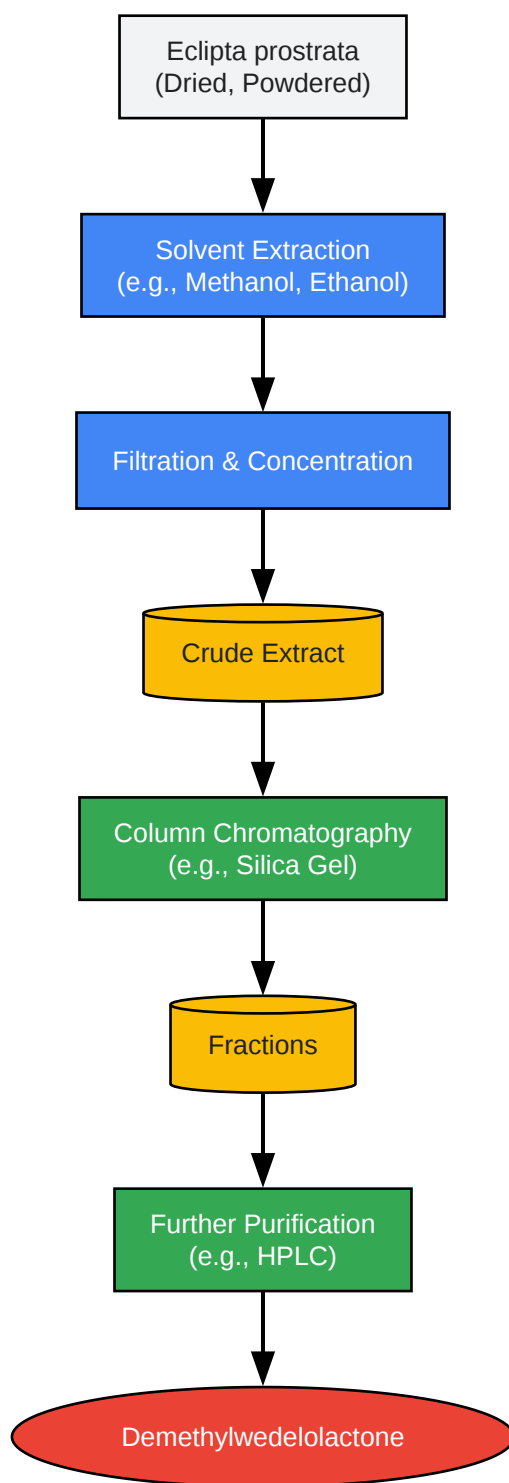 Eclipta prostrata
(Dried, Powdered)
Solvent Extraction
(e.g., Methanol, Ethanol)
Filtration & Concentration
Crude Extract
Column Chromatography
(e.g., Silica Gel)
Fractions
Further Purification
(e.g., HPLC)
Demethylwedelolactone